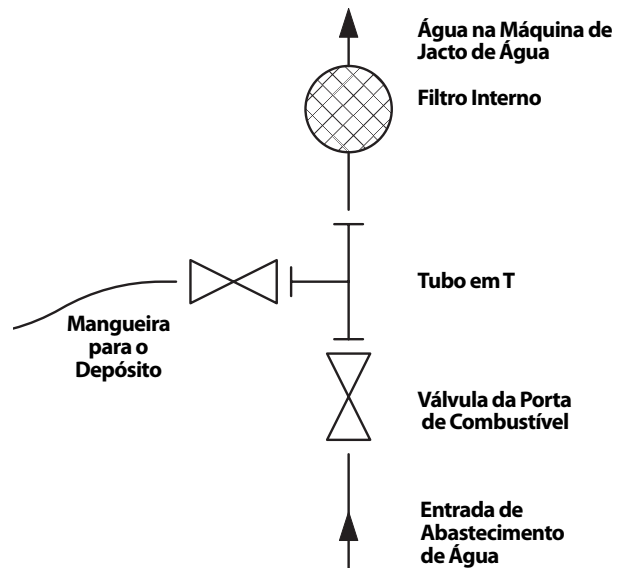 Água na Máquina de
Jacto de Água
Filtro Interno
Tubo em T
Mangueira
para o
Depósito
Válvula da Porta
de Combustível
Entrada de
Abastecimento
de Água